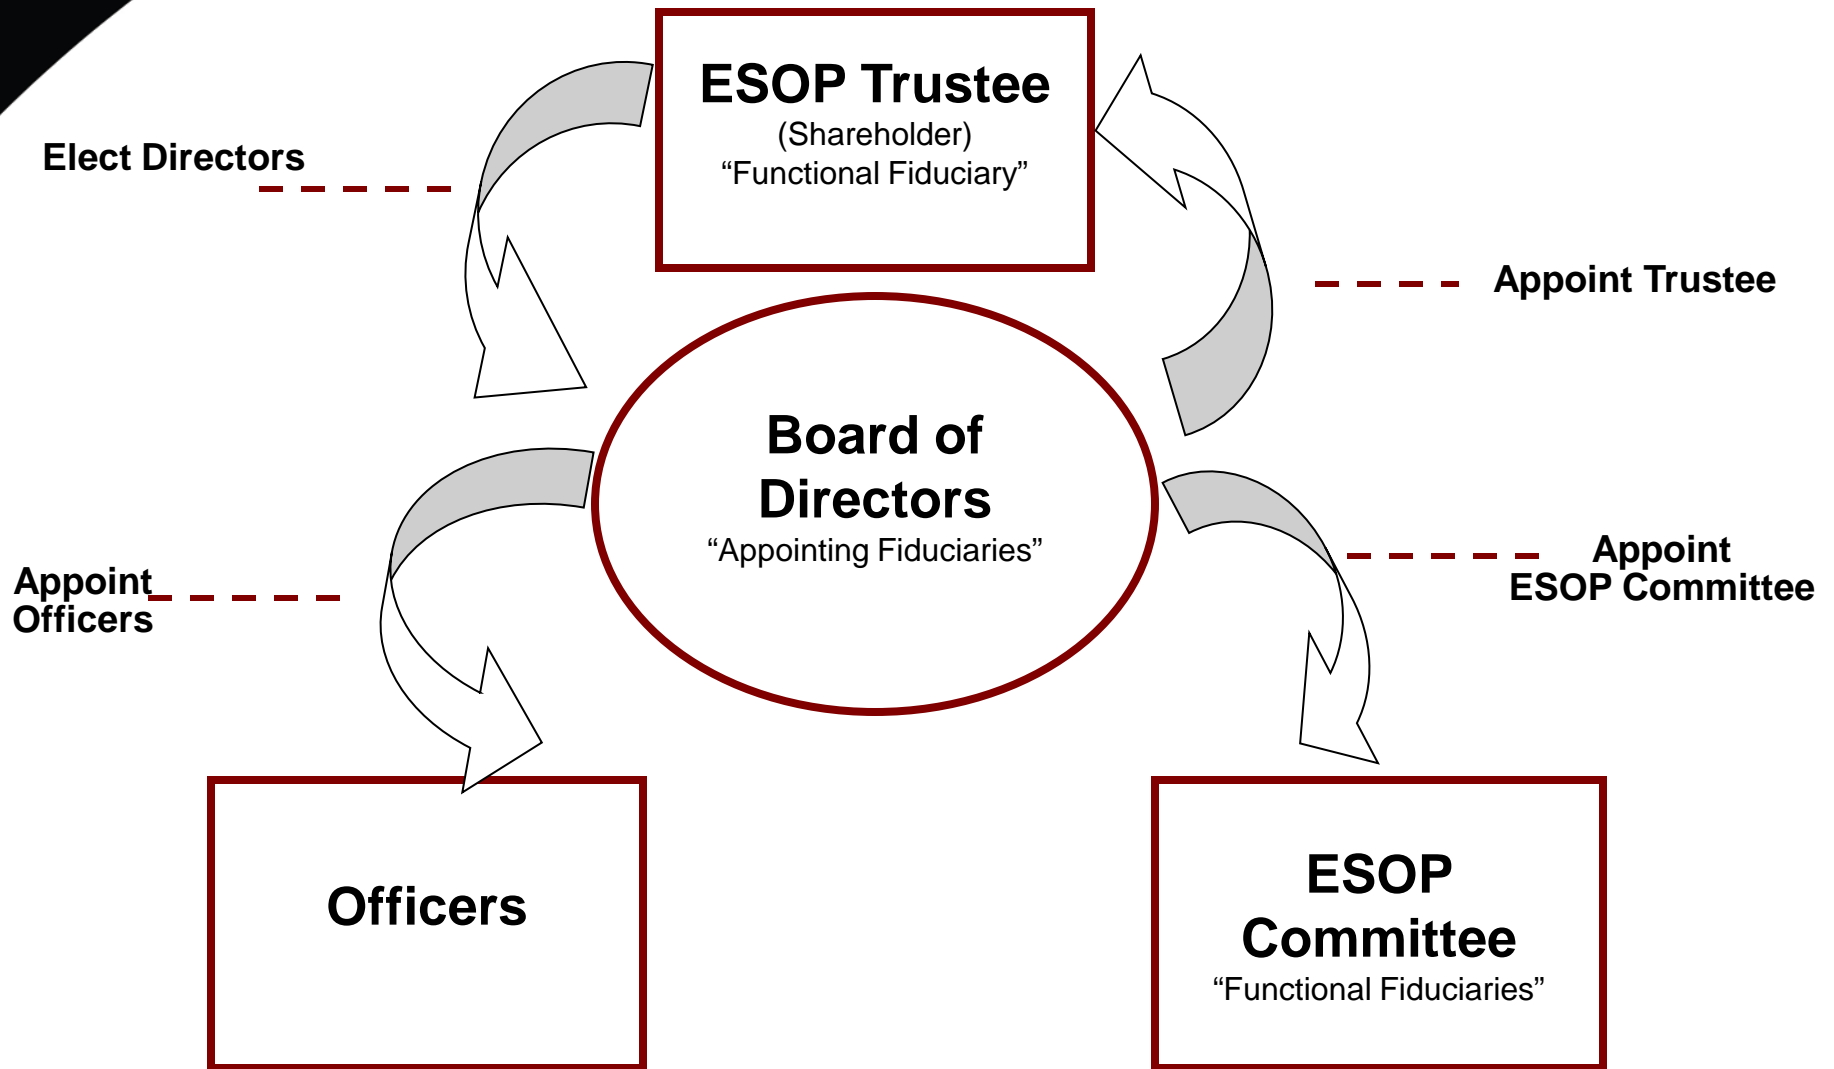 ESOP Trustee
(Shareholder)
“Functional Fiduciary”
Elect Directors
Appoint Trustee
Board of
Directors
“Appointing Fiduciaries”
Appoint
Officers
Appoint
ESOP Committee
Officers
ESOP
Committee
“Functional Fiduciaries”